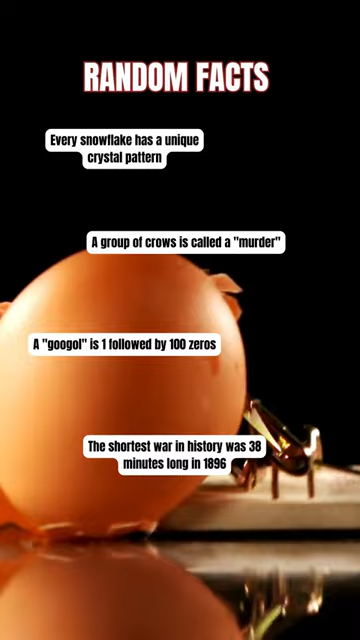 RANDOM FACTS
Every snowflake has a unique
crystal pattern
A group of crows is called a "murder"
A "googol" is 1 followed by 100 zeros
The shortest war in history was 38
minutes long in 1896